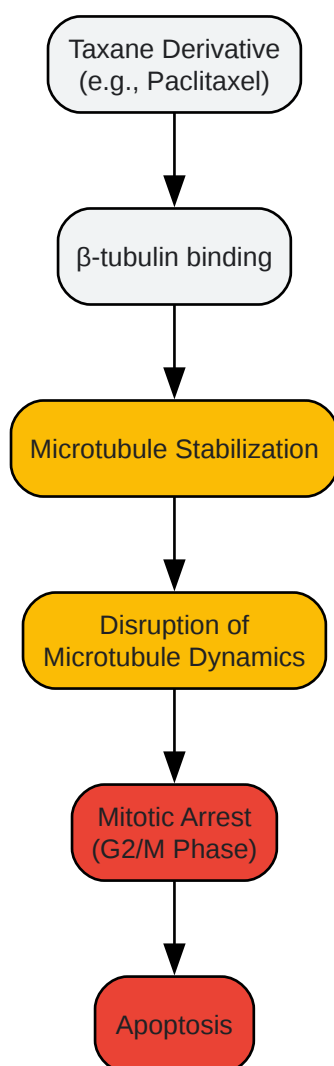 Taxane Derivative
(e.g., Paclitaxel)
β-tubulin binding
Microtubule Stabilization
Disruption of
Microtubule Dynamics
Mitotic Arrest
(G2/M Phase)
Apoptosis